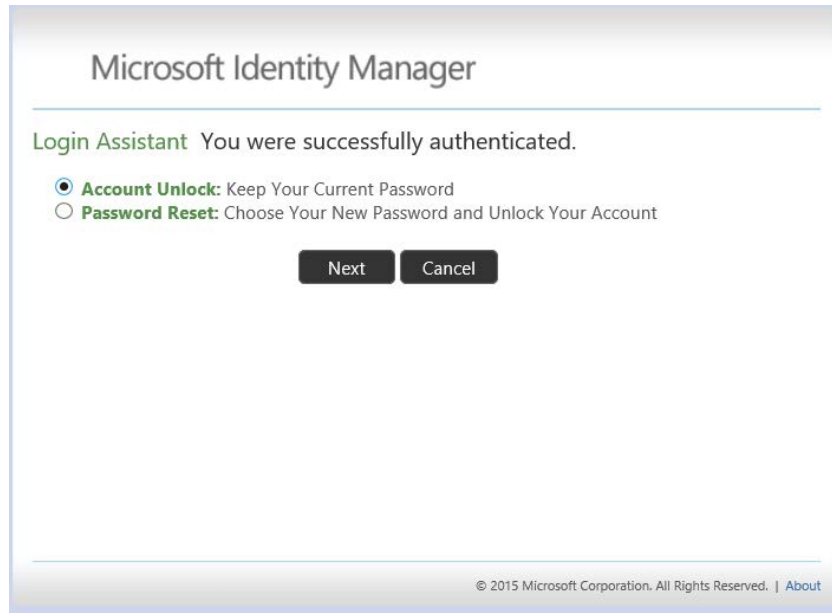 Microsoft Identity Manager
Login Assistant You were successfully authenticated.
Account Unlock: Keep Your Current Password
Password Reset: Choose Your New Password and Unlock Your Account
Next Cancel
© 2015 Microsoft Corporation. All Rights Reserved. | About